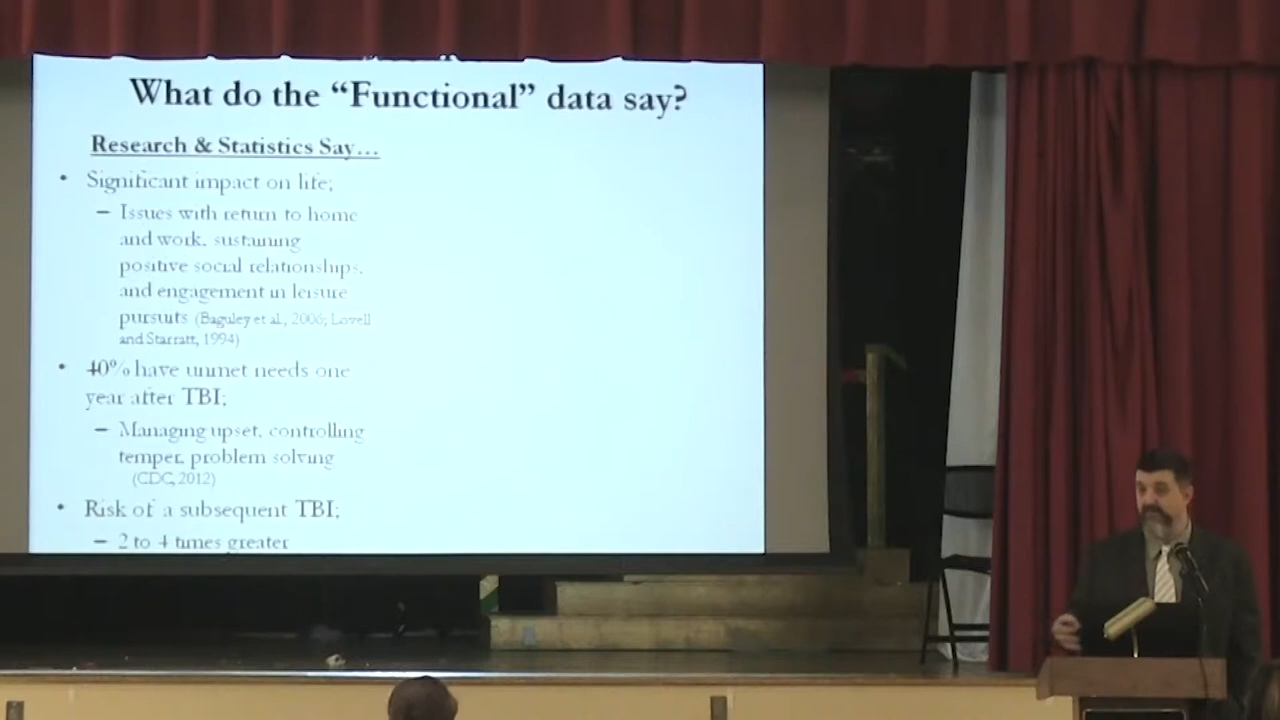 What do the “Functional” data say?
Research & Statistics Say…
• Significant impact on life;
– Issues with return to home
and work, sustaining
positive social relationships,
and engagement in leisure
pursuits (Baguley et al., 2006; Lovell
and Starratt, 1994)
• 40% have unmet needs one
year after TBI;
– Managing upset, controlling
temper, problem solving
(CDC, 2012)
• Risk of a subsequent TBI;
– 2 to 4 times greater